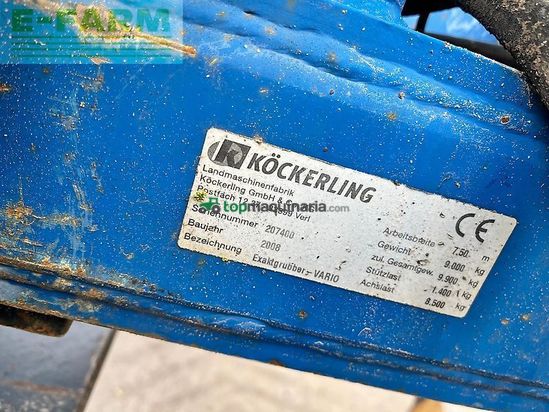 E-FARM
KÖCKERLING
CE
Landmaschinenfabrik
Köckerling GmbH &
Postfach 12 Verl
topmaquinaria.com
Seriennummer 207400
Baujahr 2008
Bezeichnung Exaktgrubber-VARIO
Arbeitsbreite 7.50 m
Gewicht 9.000 kg
zul. Gesamtgew. 9.900 kg
Stützlast 1.400 kg
Achslast 8.500 kg